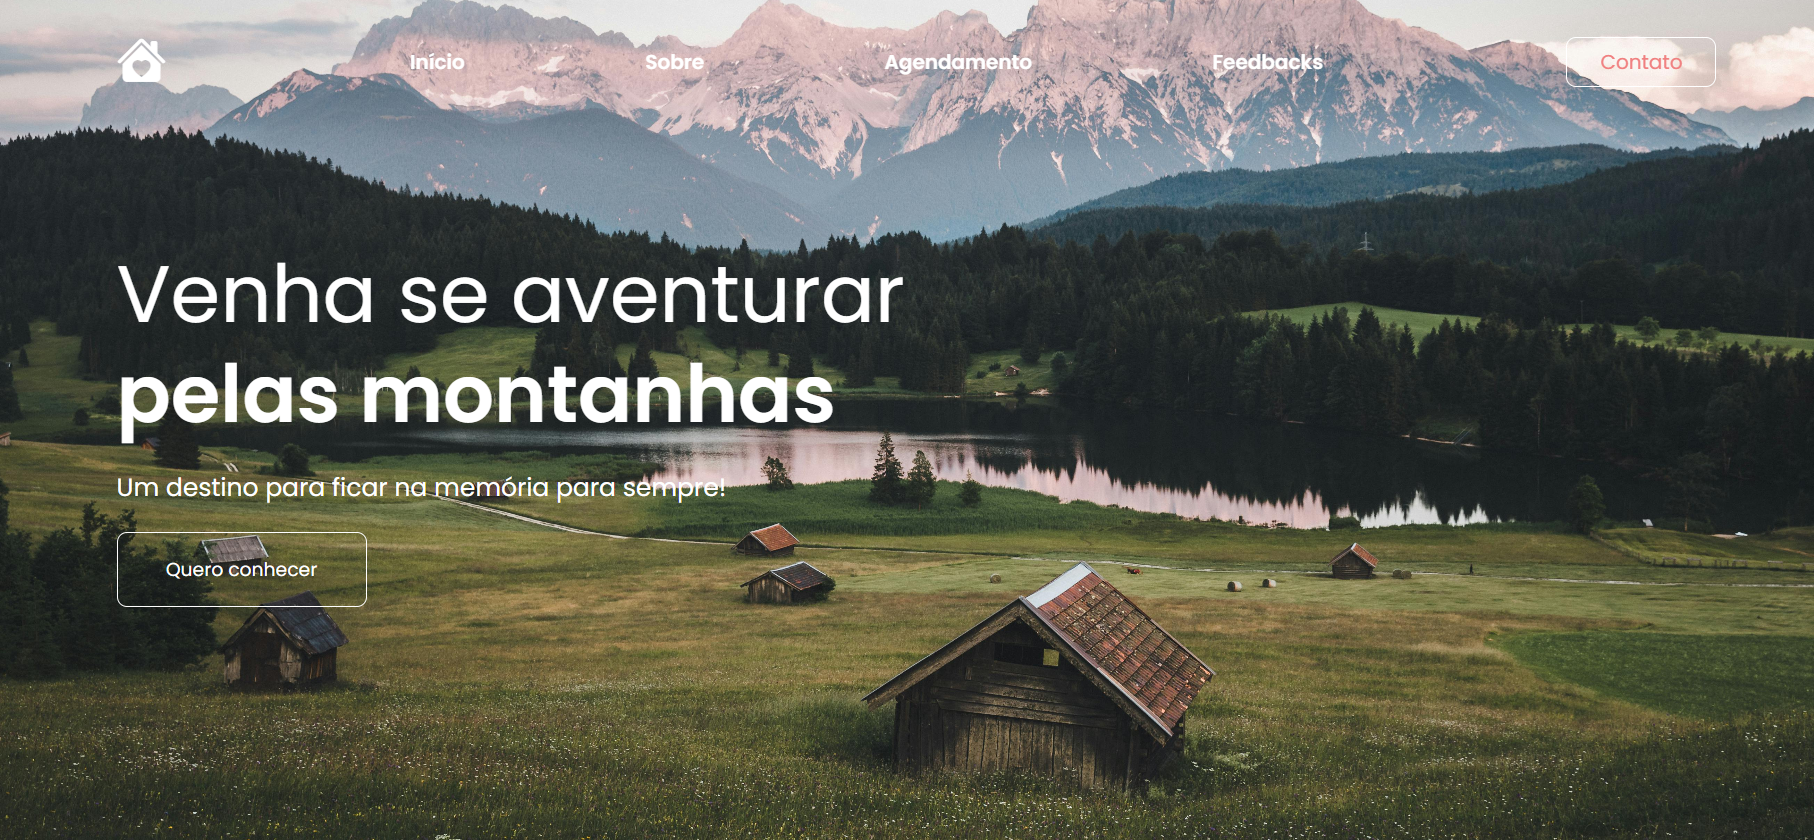 Início
Sobre
Agendamento
Feedbacks
Contato
Venha se aventurar
pelas montanhas
Um destino para ficar na memória para sempre!
Quero conhecer